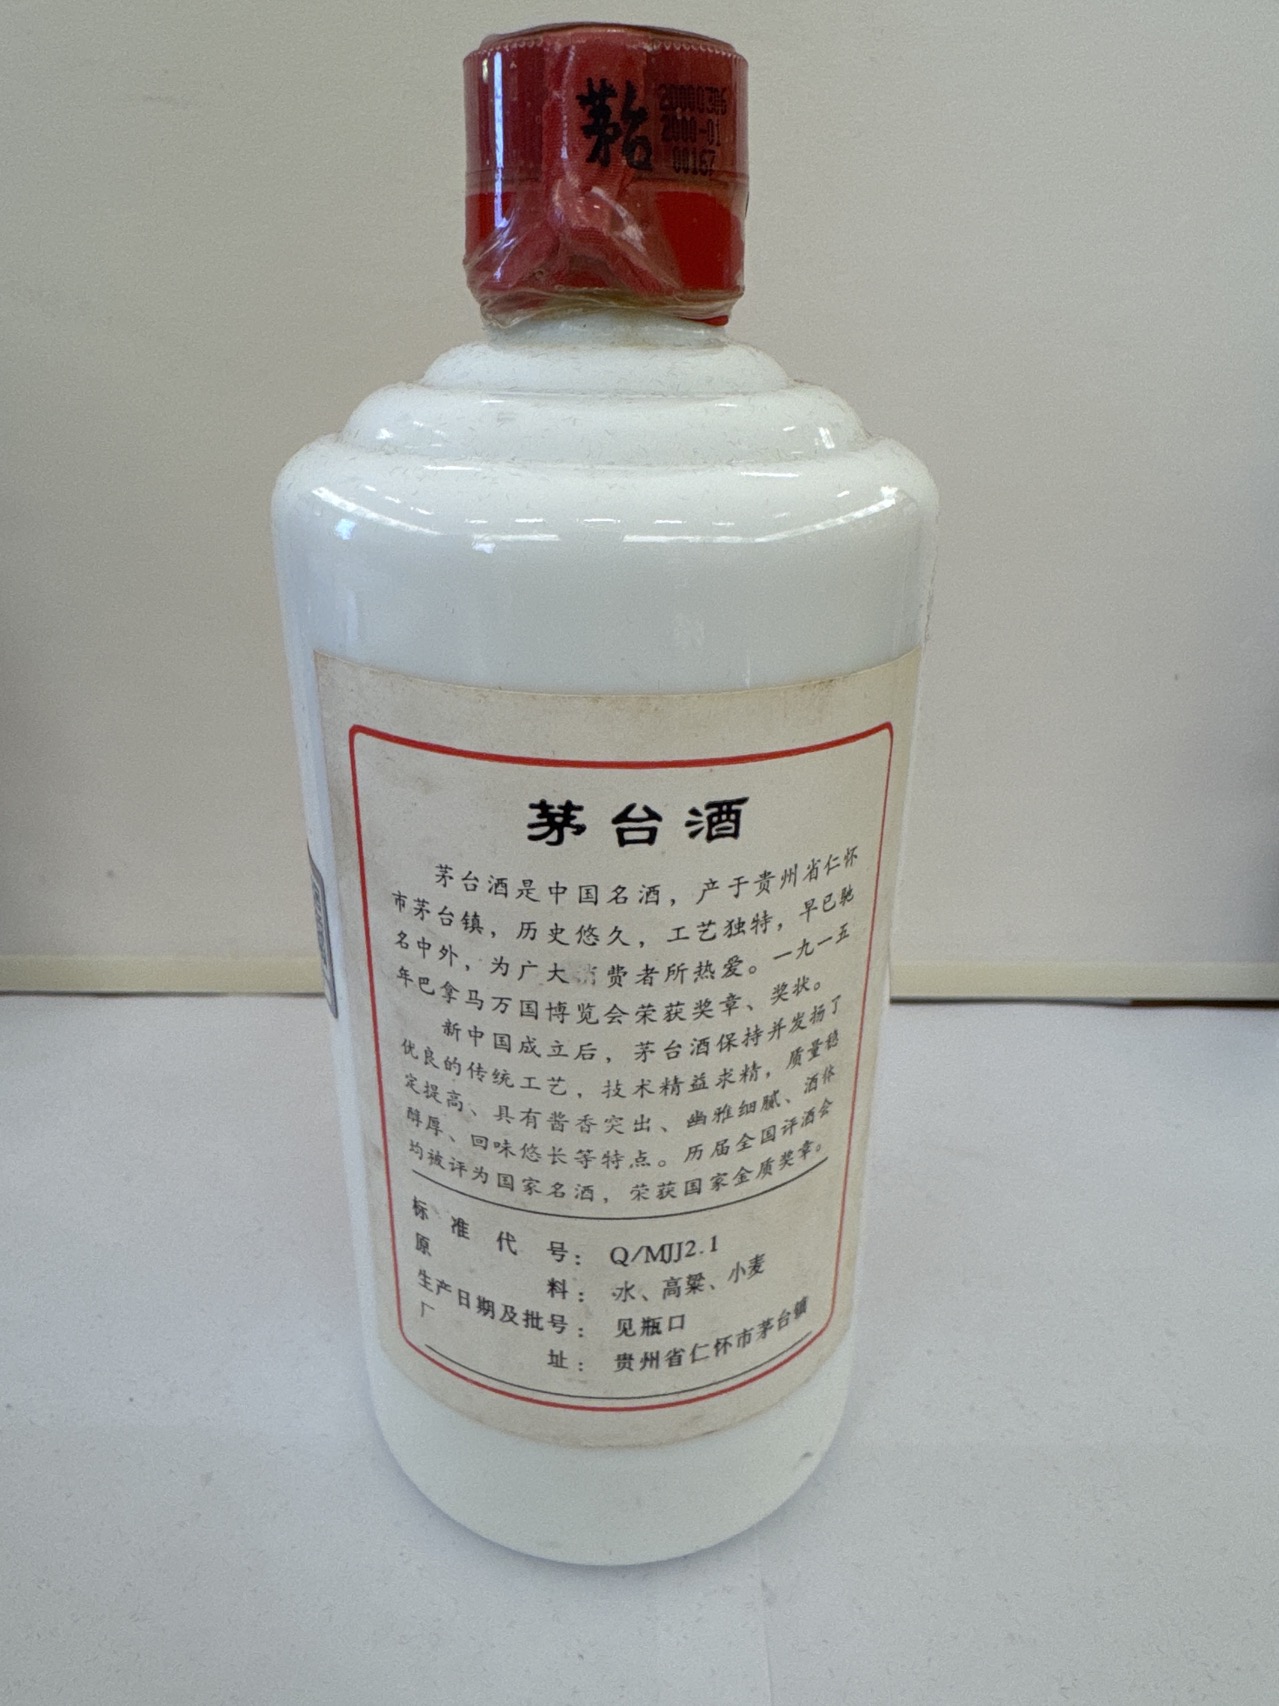 茅台
2000-01
00167
茅台酒
茅台酒是中国名酒，产于贵州省仁怀
市茅台镇，历史悠久，工艺独特，早已驰
名中外，为广大 费者所热爱。一九一五
年巴拿马万国博览会荣获奖章、奖状。
新中国成立后，茅台酒保持并发扬了
优良的传统工艺，技术精益求精，质量稳
定提高、具有酱香突出、幽雅细腻、酒体
醇厚、回味悠长等特点。历届全国评酒会
均被评为国家名酒，荣获国家金质奖章。
标准代号：Q/MJJ2.1
原料：水、高粱、小麦
生产日期及批号：见瓶口
厂址：贵州省仁怀市茅台镇